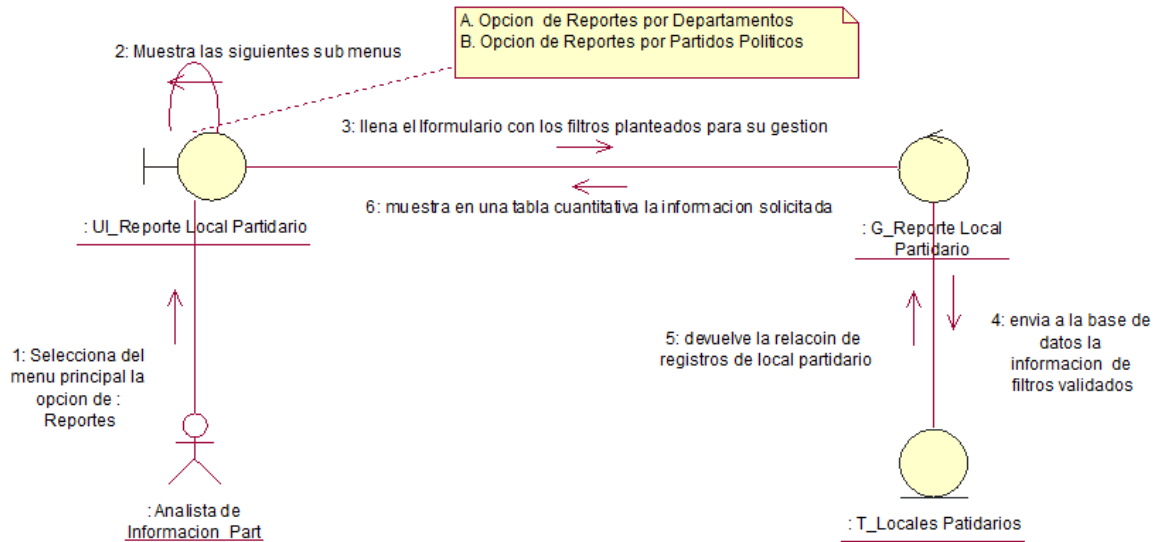 A. Opcion de Reportes por Departamentos
B. Opcion de Reportes por Partidos Politicos
2: Muestra las siguientes sub menus
3: llena el lformulario con los filtros planteados para su gestion
6: muestra en una tabla cuantitativa la informacion solicitada
: UI_Reporte Local Partidario
: G_Reporte Local
Partidario
1: Selecciona del
menu principal la
opcion de :
Reportes
5: devuelve la relacoin de
registros de local partidario
4: envia a la base de
datos la
informacion de
filtros validados
: Analista de
Informacion_Part
: T_Locales Patidarios